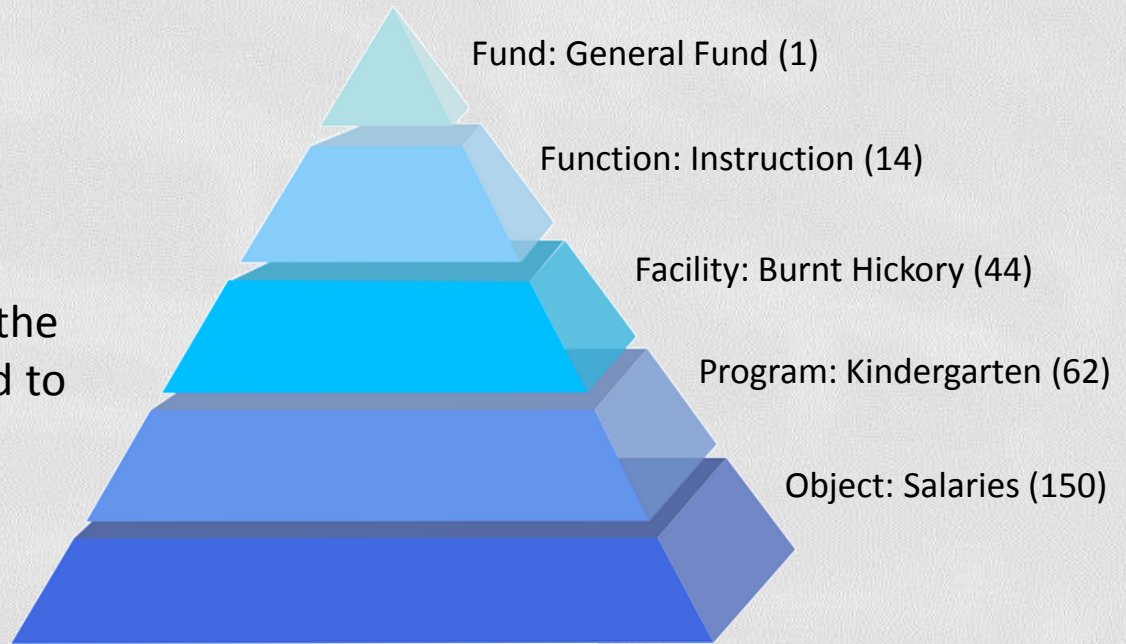 Fund: General Fund (1)
Function: Instruction (14)
Facility: Burnt Hickory (44)
the
d to
Program: Kindergarten (62)
Object: Salaries (150)